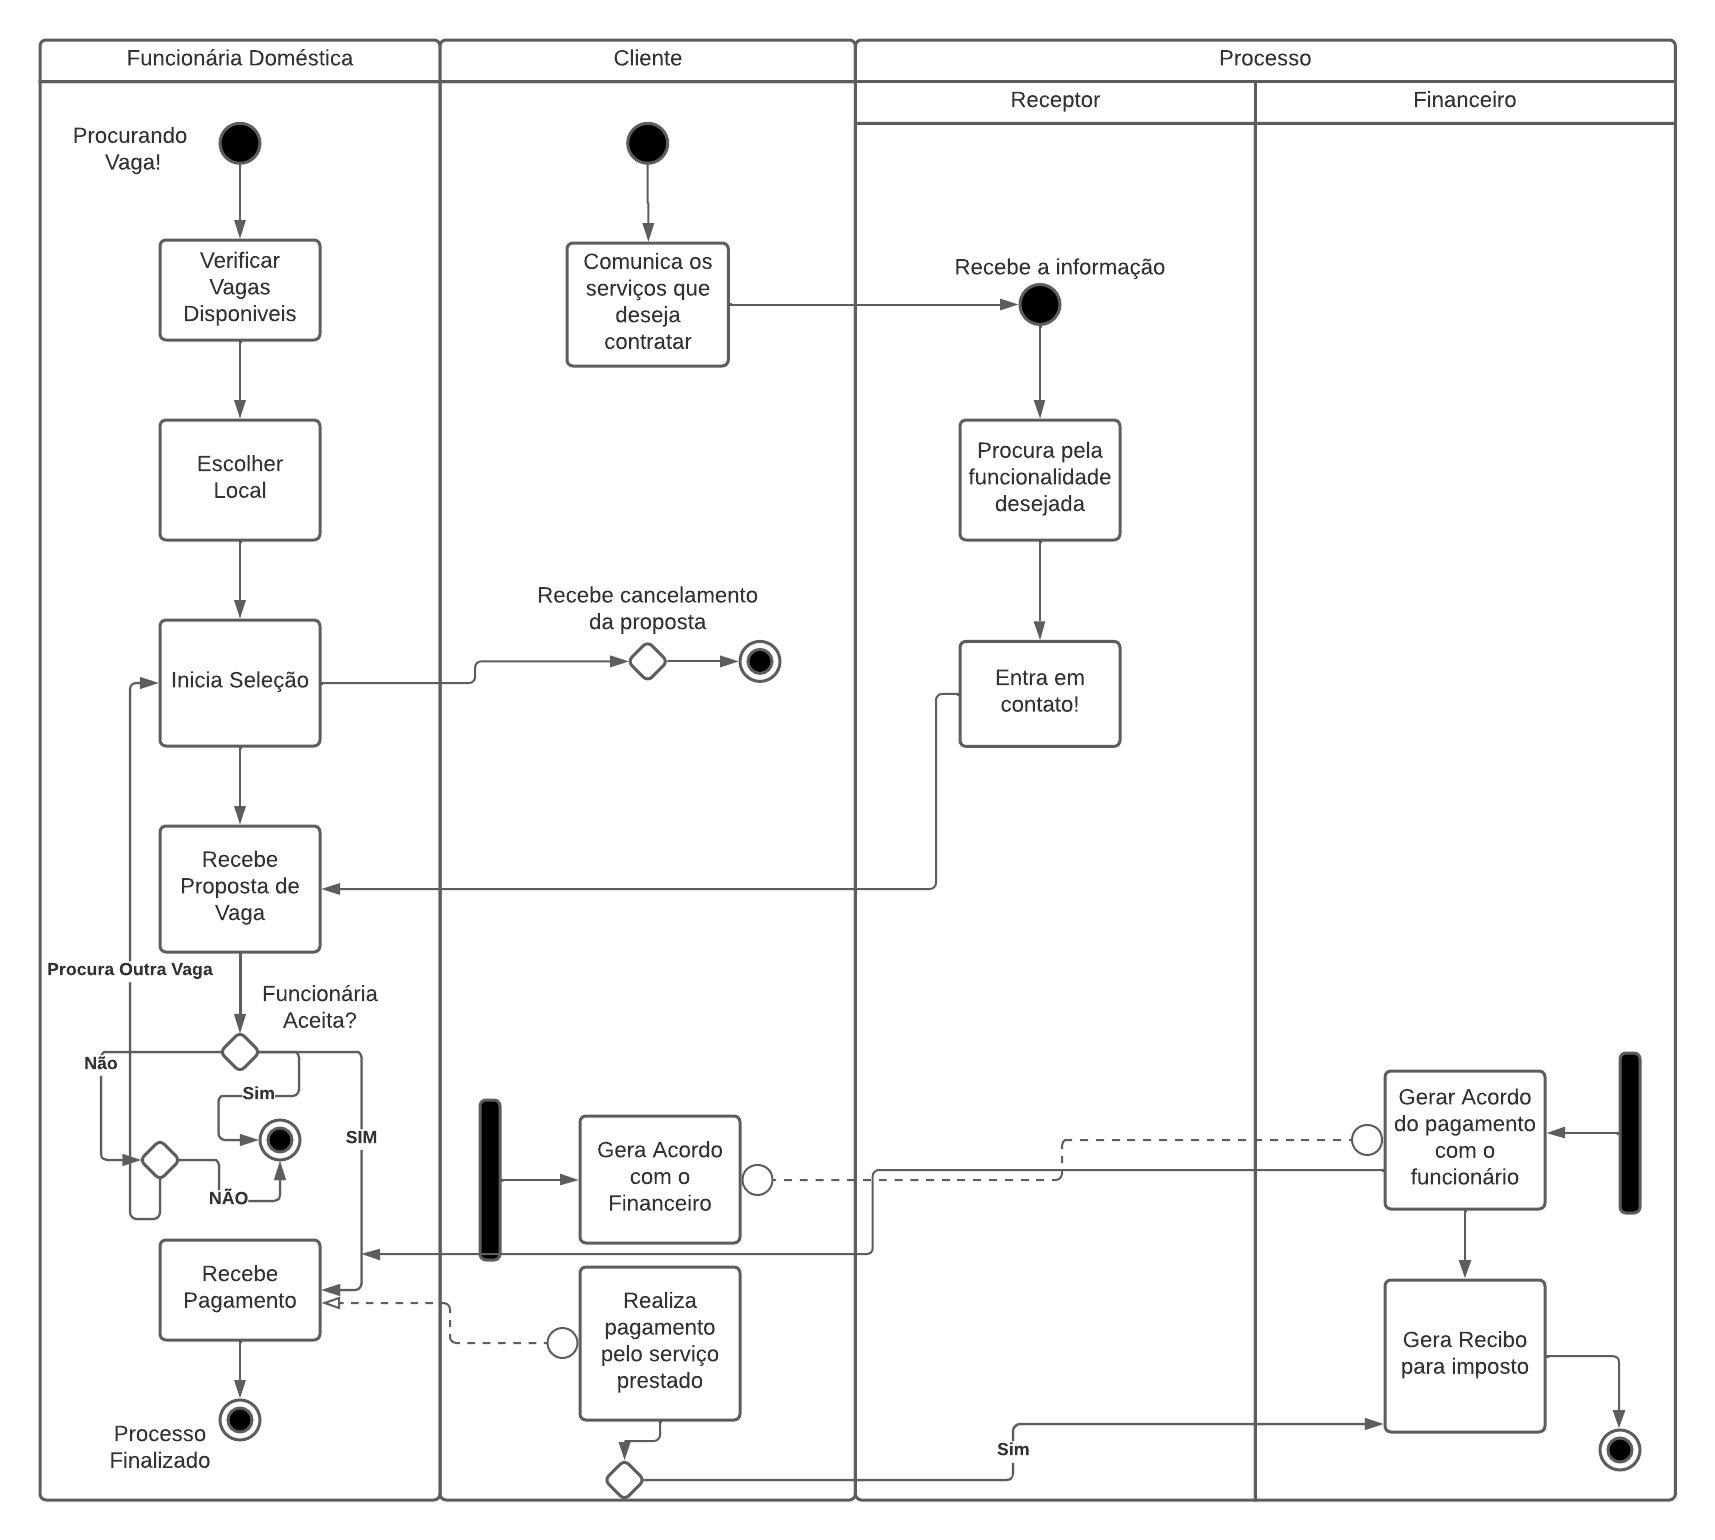 Funcionária Doméstica
Cliente
Processo
Receptor
Financeiro
Procurando
Vaga!
Verificar
Vagas
Disponiveis
Comunica os
serviços que
deseja
contratar
Recebe a informação
Escolher
Local
Procura pela
funcionalidade
desejada
Recebe cancelamento
da proposta
Inicia Seleção
Entra em
contato!
Recebe
Proposta de
Vaga
Procura Outra Vaga
Funcionária
Aceita?
Não
Sim
SIM
NÃO
Gera Acordo
com o
Financeiro
Gerar Acordo
do pagamento
com o
funcionário
Recebe
Pagamento
Realiza
pagamento
pelo serviço
prestado
Gera Recibo
para imposto
Processo
Finalizado
Sim